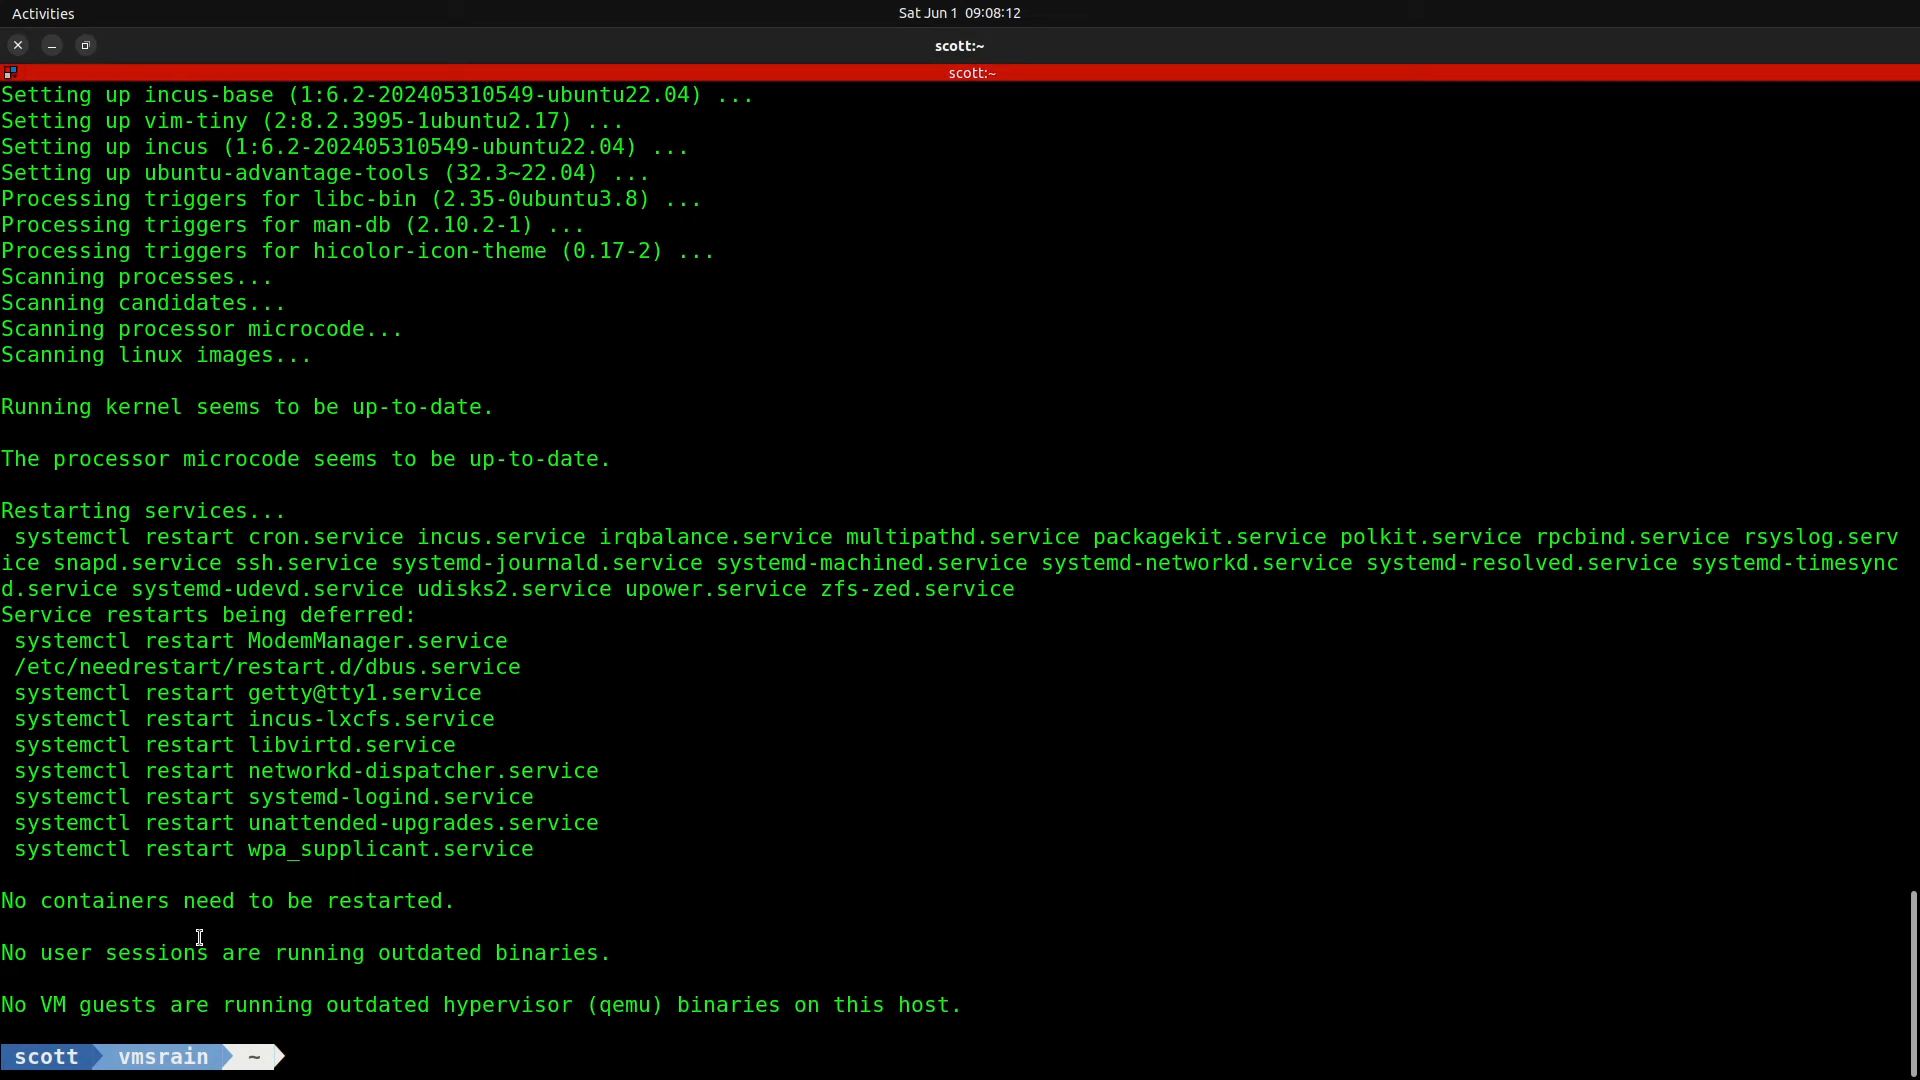 Activities
Sat Jun 1 09:08:12
scott:~
scott:~
Setting up incus-base (1:6.2-202405310549-ubuntu22.04) ...
Setting up vim-tiny (2:8.2.3995-1ubuntu2.17) ...
Setting up incus (1:6.2-202405310549-ubuntu22.04) ...
Setting up ubuntu-advantage-tools (32.3~22.04) ...
Processing triggers for libc-bin (2.35-0ubuntu3.8) ...
Processing triggers for man-db (2.10.2-1) ...
Processing triggers for hicolor-icon-theme (0.17-2) ...
Scanning processes...
Scanning candidates...
Scanning processor microcode...
Scanning linux images...
Running kernel seems to be up-to-date.
The processor microcode seems to be up-to-date.
Restarting services...
systemctl restart cron.service incus.service irqbalance.service multipathd.service packagekit.service polkit.service rpcbind.service rsyslog.serv
ice snapd.service ssh.service systemd-journald.service systemd-machined.service systemd-networkd.service systemd-resolved.service systemd-timesync
d.service systemd-udevd.service udisks2.service upower.service zfs-zed.service
Service restarts being deferred:
systemctl restart ModemManager.service
/etc/needrestart/restart.d/dbus.service
systemctl restart getty@tty1.service
systemctl restart incus-lxcfs.service
systemctl restart libvirtd.service
systemctl restart networkd-dispatcher.service
systemctl restart systemd-logind.service
systemctl restart unattended-upgrades.service
systemctl restart wpa_supplicant.service
No containers need to be restarted.
No user sessions are running outdated binaries.
No VM guests are running outdated hypervisor (qemu) binaries on this host.
scott vmsrain ~